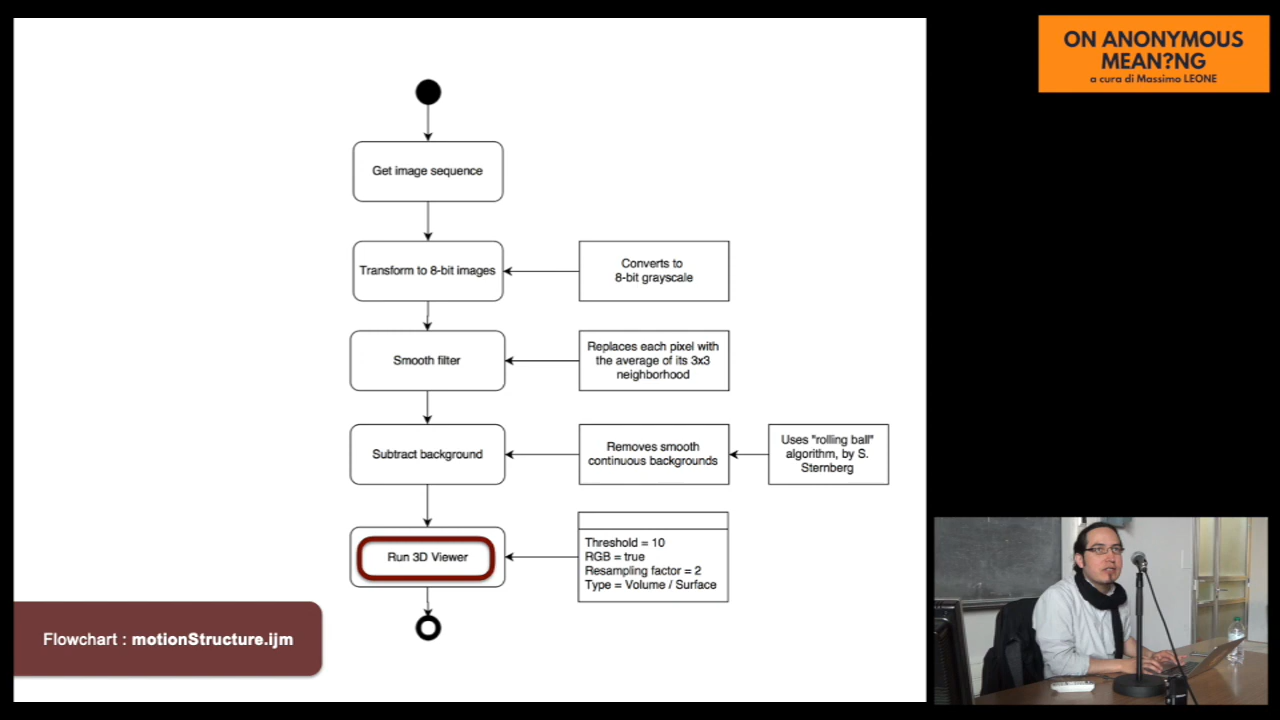 ON ANONYMOUS
MEAN?NG
a cura di Massimo LEONE
Get image sequence
Transform to 8-bit images
Converts to
8-bit grayscale
Smooth filter
Replaces each pixel with
the average of its 3x3
neighborhood
Subtract background
Removes smooth
continuous backgrounds
Uses "rolling ball"
algorithm, by S.
Sternberg
Run 3D Viewer
Threshold = 10
RGB = true
Resampling factor = 2
Type = Volume / Surface
Flowchart : motionStructure.ijm